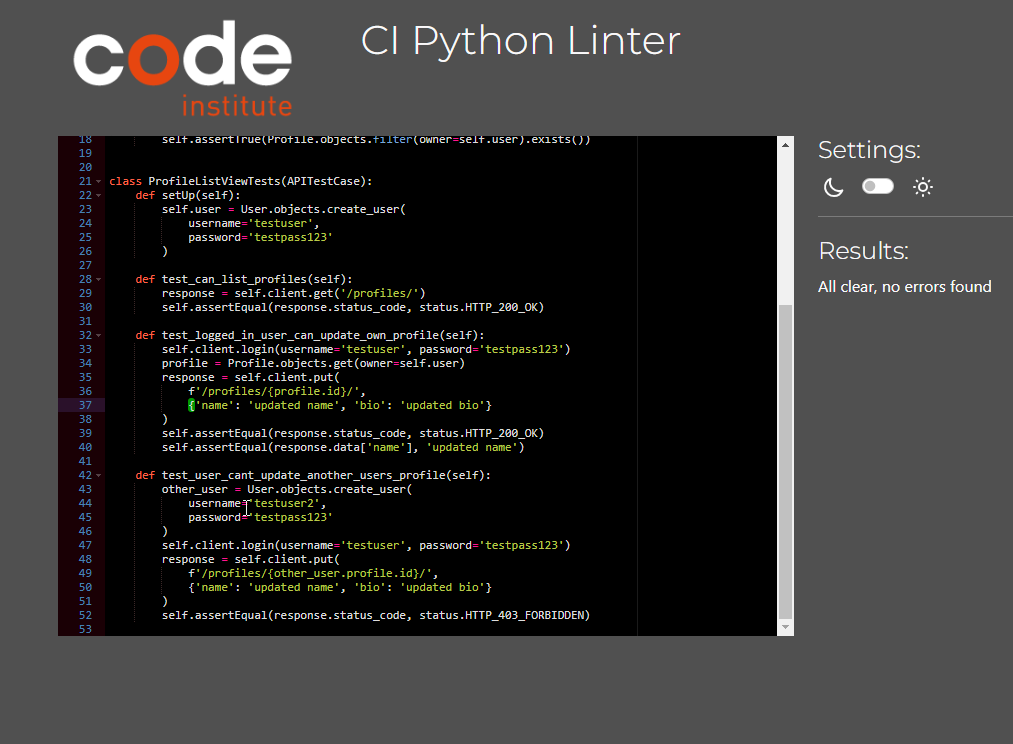 code
institute
CI Python Linter
18 self.assertTrue(Profile.objects.filter(owner=self.user).exists())
19
20
21 class ProfileListViewTests(APITestCase):
22 def setUp(self):
23 self.user = User.objects.create_user(
24 username='testuser',
25 password='testpass123'
26 )
27
28 def test_can_list_profiles(self):
29 response = self.client.get('/profiles/')
30 self.assertEqual(response.status_code, status.HTTP_200_OK)
31
32 def test_logged_in_user_can_update_own_profile(self):
33 self.client.login(username='testuser', password='testpass123')
34 profile = Profile.objects.get(owner=self.user)
35 response = self.client.put(
36 f'/profiles/{profile.id}/',
37 {'name': 'updated name', 'bio': 'updated bio'}
38 )
39 self.assertEqual(response.status_code, status.HTTP_200_OK)
40 self.assertEqual(response.data['name'], 'updated name')
41
42 def test_user_cant_update_another_users_profile(self):
43 other_user = User.objects.create_user(
44 username='testuser2',
45 password='testpass123'
46 )
47 self.client.login(username='testuser', password='testpass123')
48 response = self.client.put(
49 f'/profiles/{other_user.profile.id}/',
50 {'name': 'updated name', 'bio': 'updated bio'}
51 )
52 self.assertEqual(response.status_code, status.HTTP_403_FORBIDDEN)
53
Settings:
Results:
All clear, no errors found